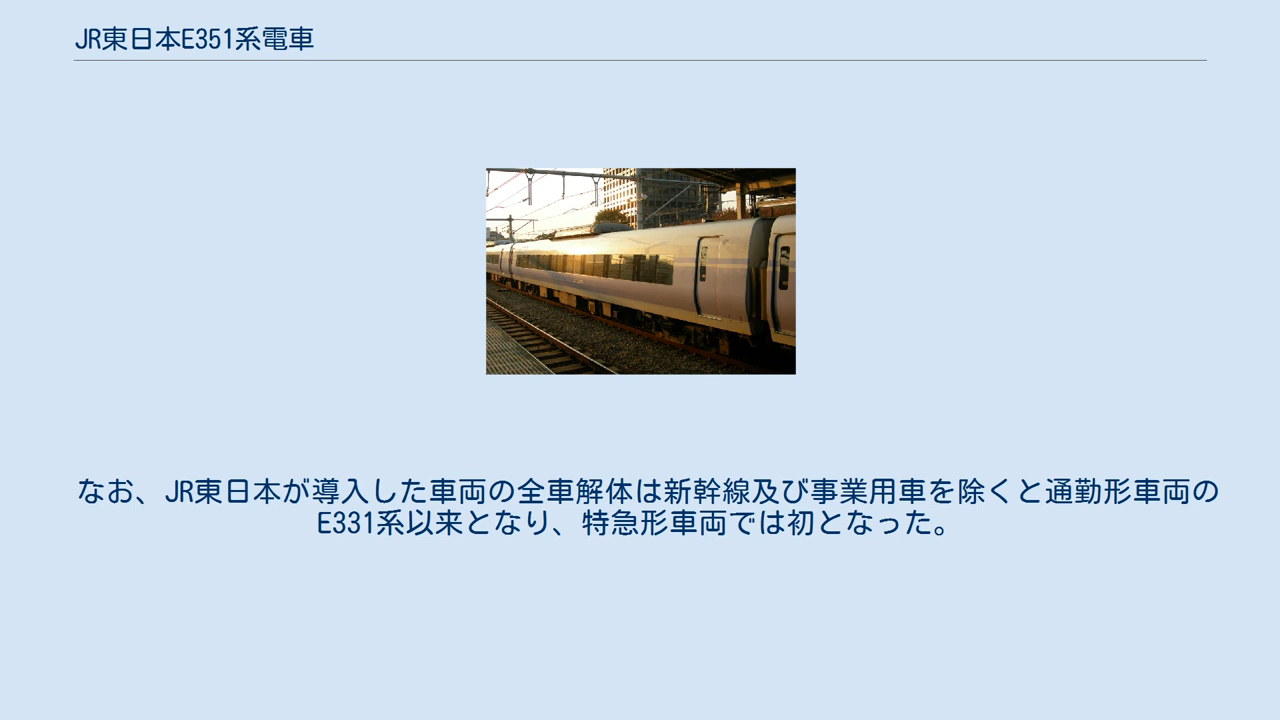 JR東日本E351系電車
なお、JR東日本が導入した車両の全車解体は新幹線及び事業用車を除くと通勤形車両の
E331系以来となり、特急形車両では初となった。